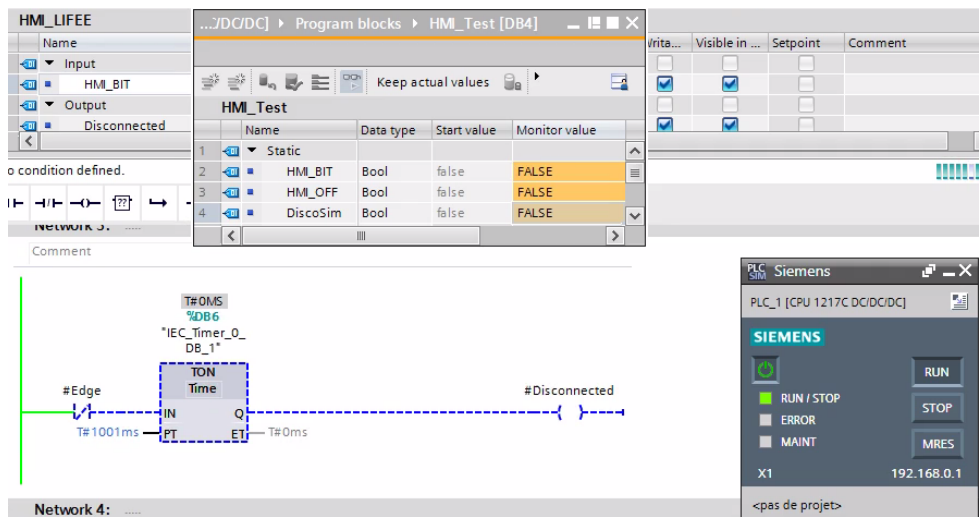 HMI_LIFEE
Name
Input
HMI_BIT
Output
Disconnected
...:/DC/DC] Program blocks HMI_Test [DB4]
Keep actual values
HMI_Test
Name Data type Start value Monitor value
1 Static
2 HMI_BIT Bool false FALSE
3 HMI_OFF Bool false FALSE
4 DiscoSim Bool false FALSE
Writa... Visible in ... Setpoint Comment
o condition defined.
??
Network 3: .....
Comment
T#0MS
%DB6
"IEC_Timer_0_
DB_1"
TON
Time
#Edge
#Disconnected
IN Q
T#1001ms PT ET T#0ms
Network 4: .....
PLC SIM Siemens
PLC_1 [CPU 1217C DC/DC/DC]
SIEMENS
RUN
RUN / STOP
STOP
ERROR
MAINT
MRES
X1 192.168.0.1
<pas de projet>